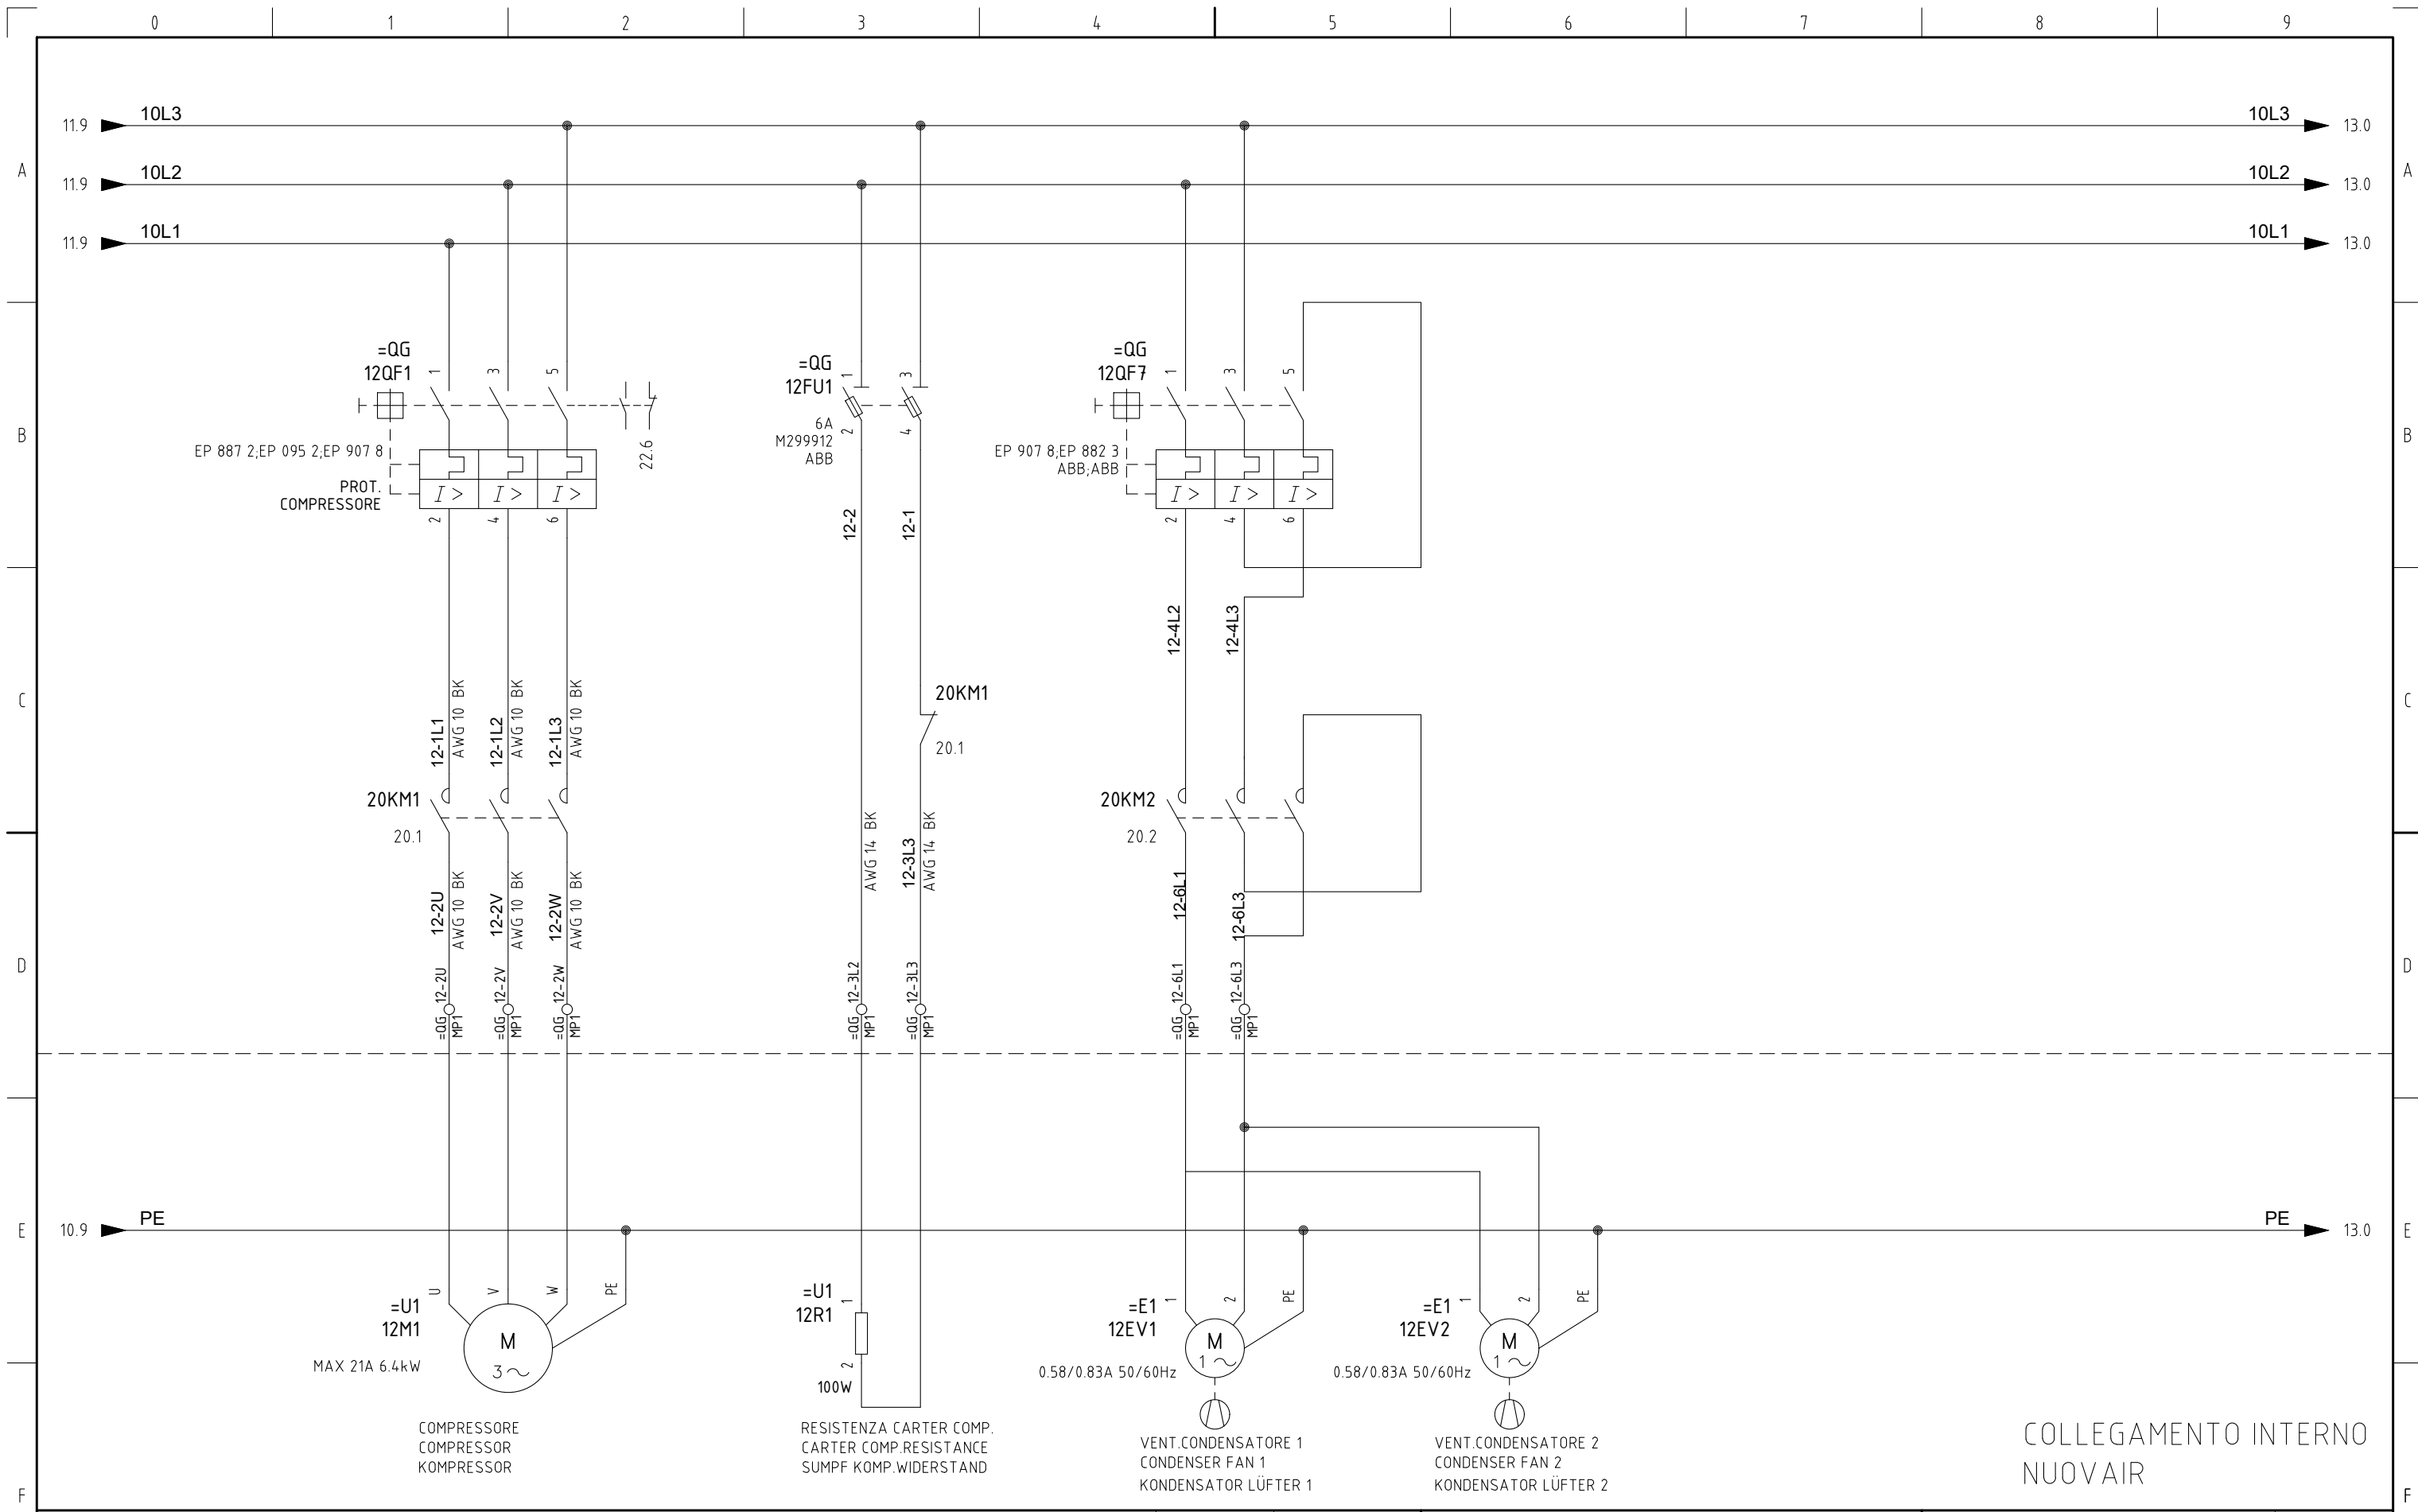 0 1 2 3 4 5 6 7 8 9
11.9 10L3 10L3 13.0
A A
11.9 10L2 10L2 13.0
11.9 10L1 10L1 13.0
=QG
12QF1
1 3 5
EP 887 2;EP 095 2;EP 907 8
PROT.
COMPRESSORE
I> I> I>
2 4 6
22.6
=QG
12FU1
1 3
6A
M299912
ABB
2 4
=QG
12QF7
1 3 5
EP 907 8;EP 882 3
ABB;ABB
I> I> I>
2 4 6
B B
12-2
12-1
12-4L2
12-4L3
C C
12-1L1
AWG 10 BK
12-1L2
AWG 10 BK
12-1L3
AWG 10 BK
20KM1
20.1
20KM1
20.1
20KM2
20.2
12-2U
AWG 10 BK
12-2V
AWG 10 BK
12-2W
AWG 10 BK
AWG 14 BK
12-3L3
AWG 14 BK
12-6L1
12-6L3
D D
=QG 12-2U
MP1
=QG 12-2V
MP1
=QG 12-2W
MP1
=QG 12-3L2
MP1
=QG 12-3L3
MP1
=QG 12-6L1
MP1
=QG 12-6L3
MP1
E 10.9 PE PE 13.0 E
=U1
12M1
U V W PE
M
3~
MAX 21A 6.4kW
COMPRESSORE
COMPRESSOR
KOMPRESSOR
=U1
12R1
1
2
100W
RESISTENZA CARTER COMP.
CARTER COMP.RESISTANCE
SUMPF KOMP.WIDERSTAND
=E1
12EV1
1 2 PE
M
1~
0.58/0.83A 50/60Hz
VENT.CONDENSATORE 1
CONDENSER FAN 1
KONDENSATOR LÜFTER 1
=E1
12EV2
1 2 PE
M
1~
0.58/0.83A 50/60Hz
VENT.CONDENSATORE 2
CONDENSER FAN 2
KONDENSATOR LÜFTER 2
COLLEGAMENTO INTERNO
NUOVAIR
F F